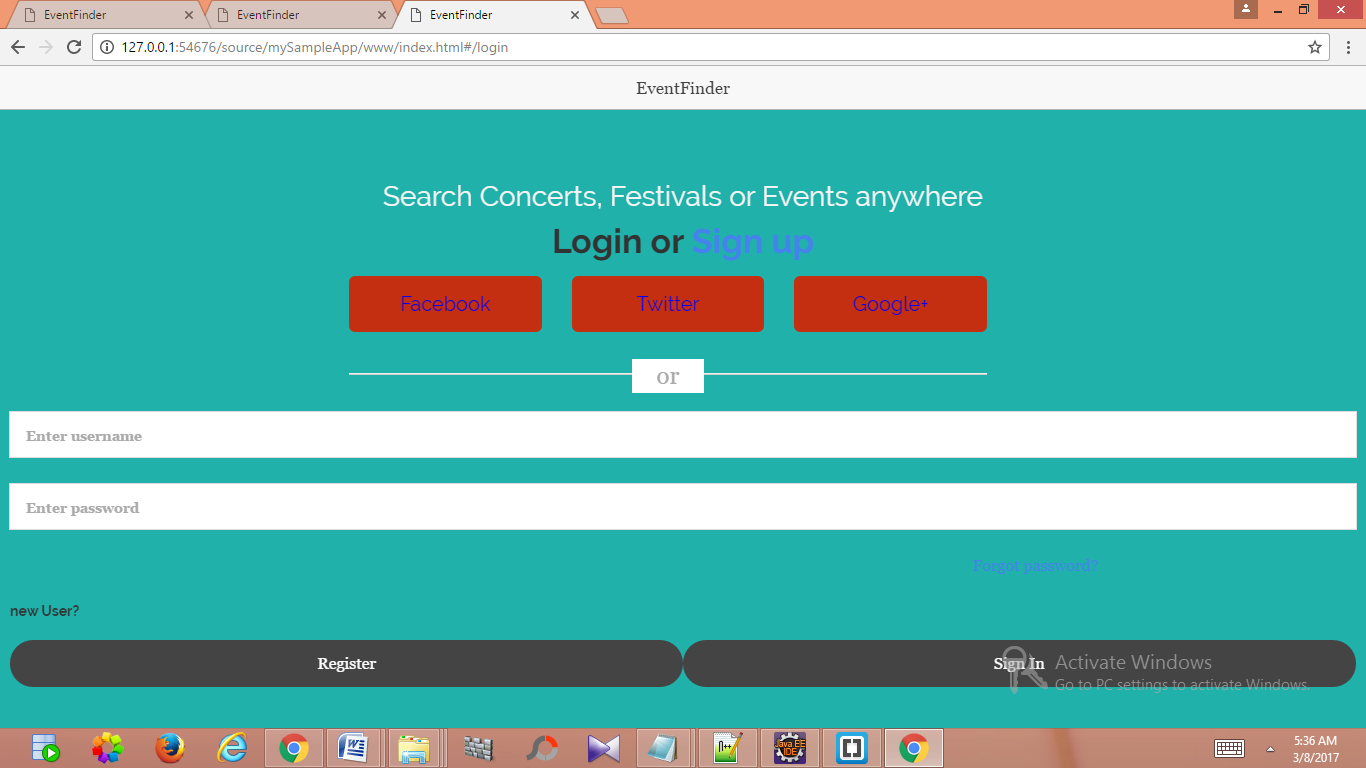 EventFinder EventFinder EventFinder
127.0.0.1:54676/source/mySampleApp/www/index.html#/login
EventFinder
Search Concerts, Festivals or Events anywhere
Login or Sign up
Facebook Twitter Google+
or
Enter username
Enter password
Forgot password?
new User?
Register Sign In
Activate Windows
Go to PC settings to activate Windows.
Java EE
IDE
5:36 AM
3/8/2017